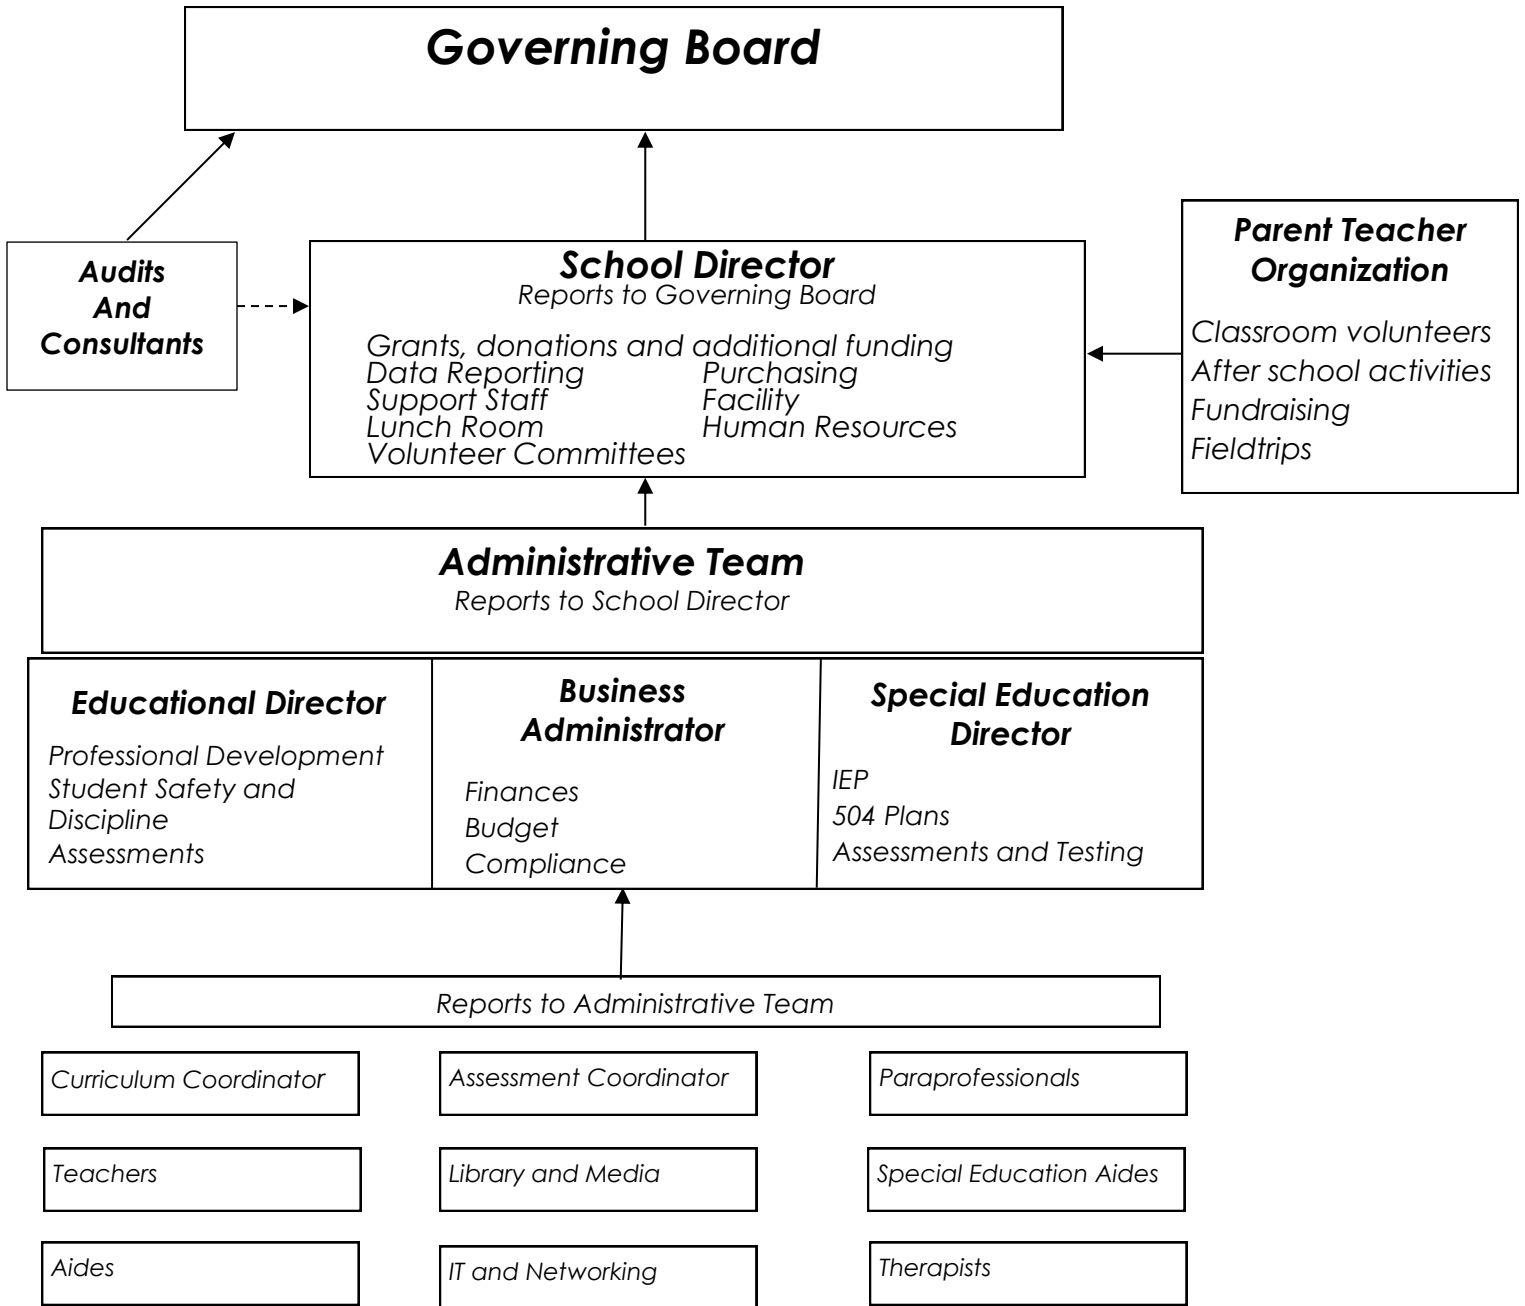 Governing Board
Audits
And
Consultants
School Director
Reports to Governing Board
Grants, donations and additional funding
Data Reporting Purchasing
Support Staff Facility
Lunch Room Human Resources
Volunteer Committees
Parent Teacher
Organization
Classroom volunteers
After school activities
Fundraising
Fieldtrips
Administrative Team
Reports to School Director
Educational Director
Professional Development
Student Safety and
Discipline
Assessments
Business
Administrator
Finances
Budget
Compliance
Special Education
Director
IEP
504 Plans
Assessments and Testing
Reports to Administrative Team
Curriculum Coordinator
Assessment Coordinator
Paraprofessionals
Teachers
Library and Media
Special Education Aides
Aides
IT and Networking
Therapists